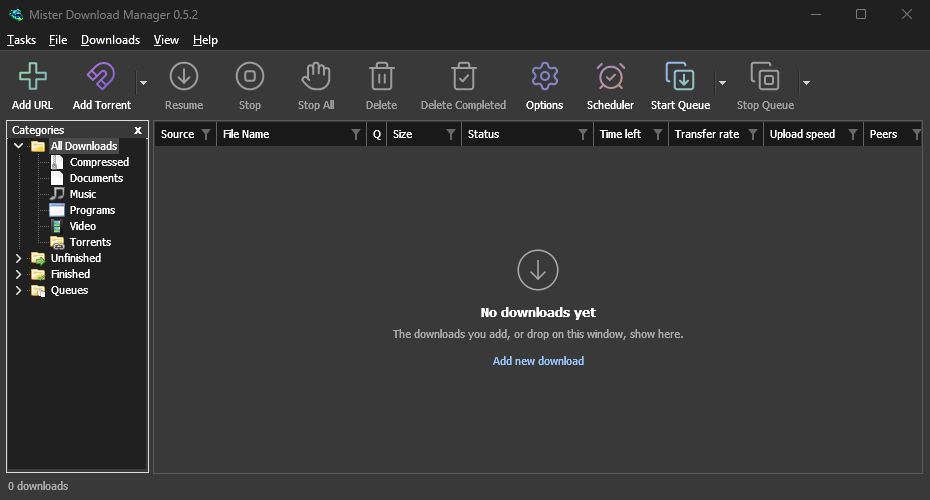 Mister Download Manager 0.5.2
Tasks File Downloads View Help
Add URL Add Torrent Resume Stop Stop All Delete Delete Completed Options Scheduler Start Queue Stop Queue
Categories x
Source File Name Q Size Status Time left Transfer rate Upload speed Peers
All Downloads
Compressed
Documents
Music
Programs
Video
Torrents
Unfinished
Finished
Queues
No downloads yet
The downloads you add, or drop on this window, show here.
Add new download
0 downloads